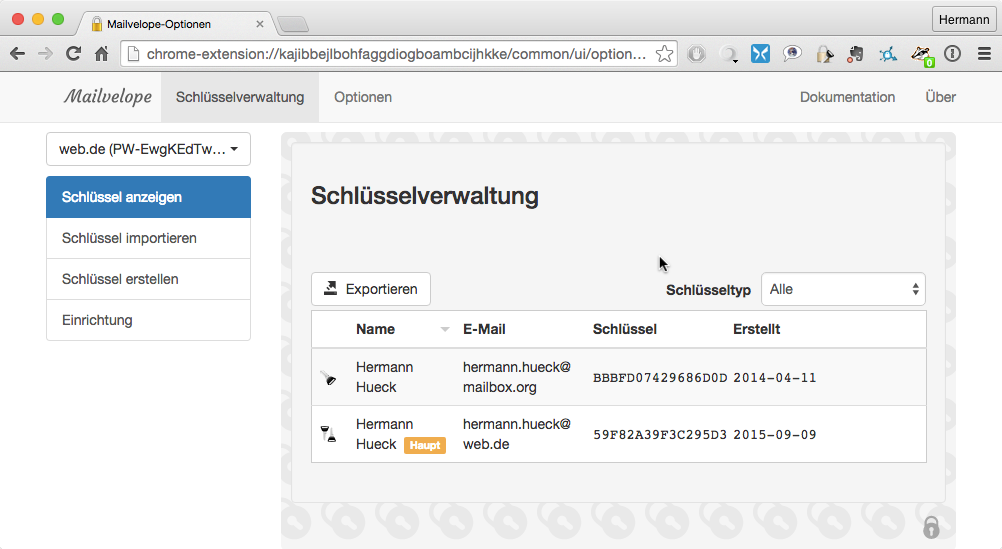 Mailvelope-Optionen
Hermann
chrome-extension://kajibbejlbohfaggdiogboambcijhkke/common/ui/option...
0
Mailvelope Schlüsselverwaltung Optionen Dokumentation Über
web.de (PW-EwgKEdTw...
Schlüssel anzeigen
Schlüssel importieren
Schlüssel erstellen
Einrichtung
Schlüsselverwaltung
Exportieren Schlüsseltyp Alle
Name E-Mail Schlüssel Erstellt
Hermann hermann.hueck@
Hueck mailbox.org BBBFD07429686D0D 2014-04-11
Hermann hermann.hueck@
Hueck Haupt web.de 59F82A39F3C295D3 2015-09-09